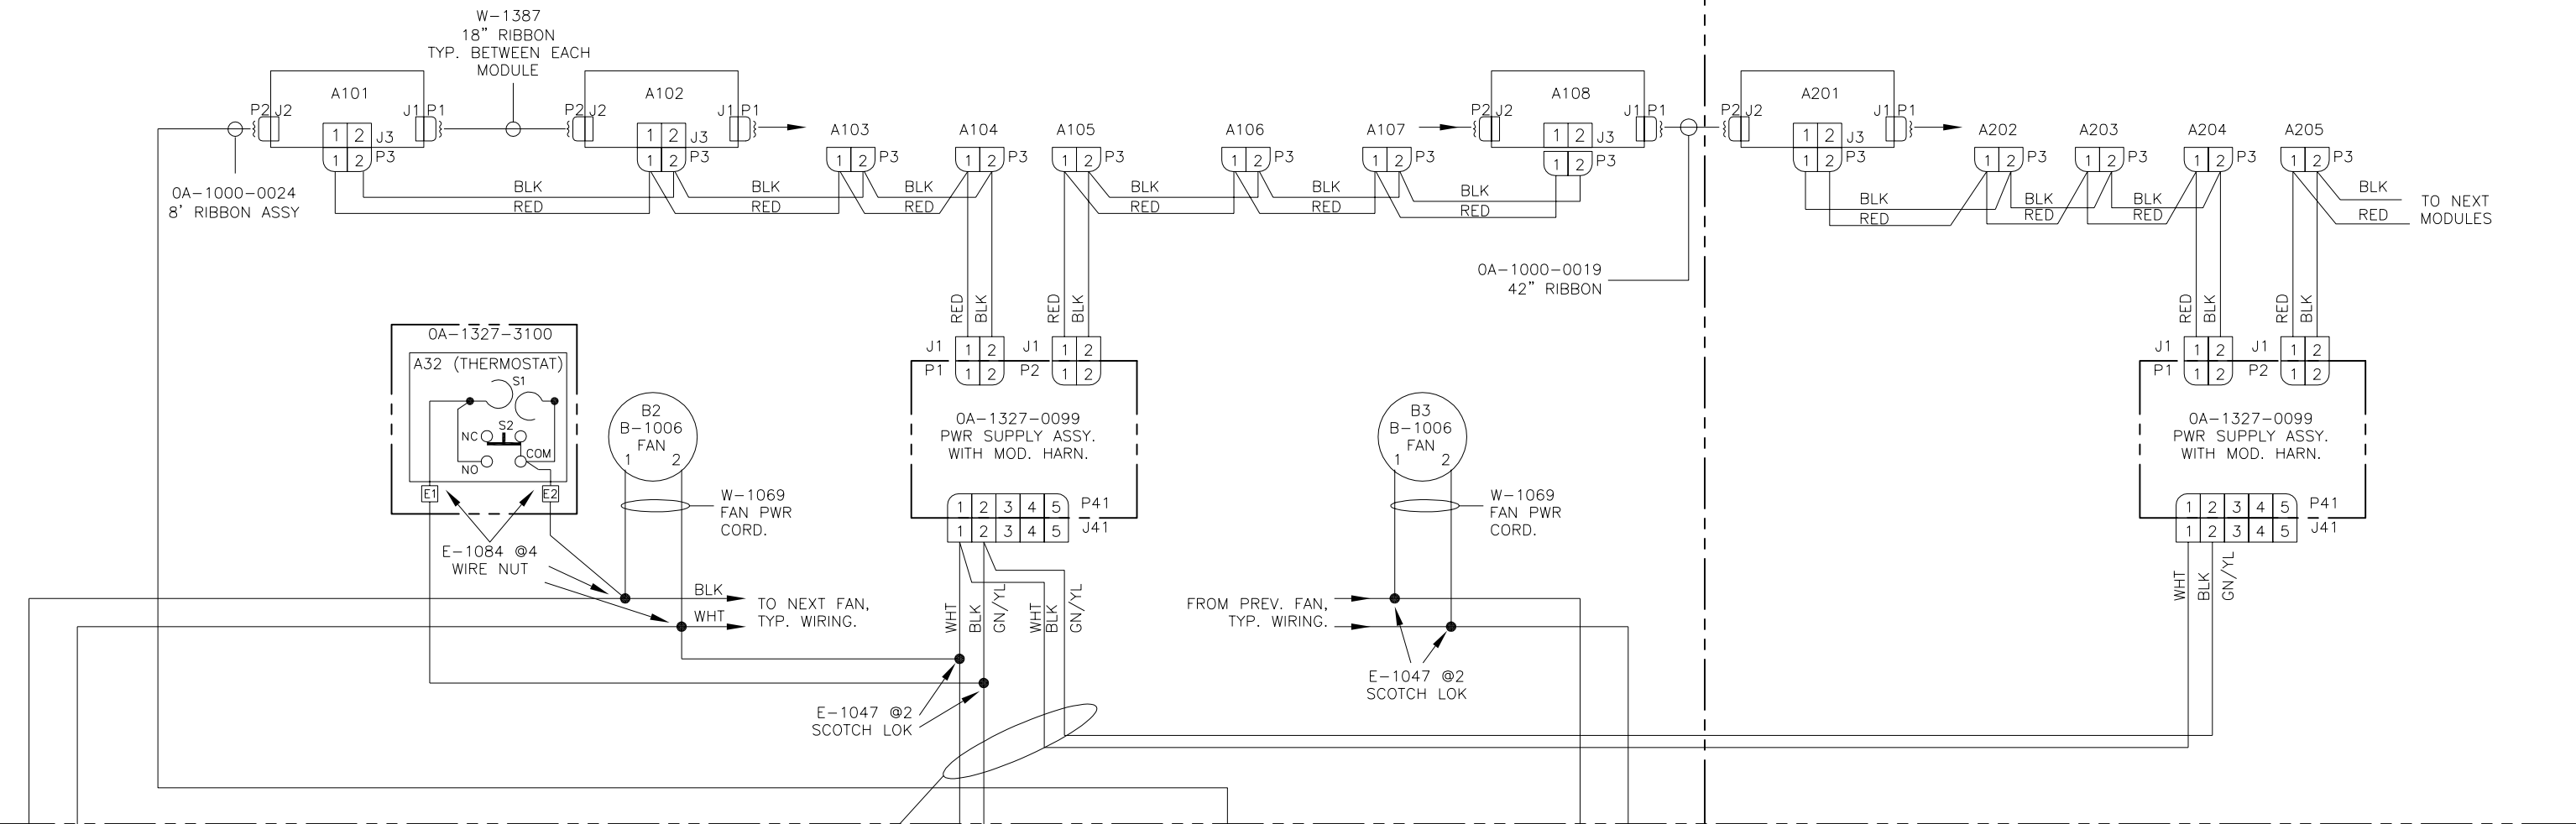 W-1387
18" RIBBON
TYP. BETWEEN EACH
MODULE
A101
P2 J2
J1 P1
1 2 J3
1 2 P3
A102
P2 J2
J1 P1
1 2 J3
1 2 P3
A103
1 2 P3
A104
1 2 P3
A105
1 2 P3
A106
1 2 P3
A107
1 2 P3
A108
P2 J2
J1 P1
1 2 J3
1 2 P3
A201
P2 J2
J1 P1
1 2 J3
1 2 P3
A202
1 2 P3
A203
1 2 P3
A204
1 2 P3
A205
1 2 P3
0A-1000-0024
8' RIBBON ASSY
BLK
RED
BLK
RED
BLK
RED
BLK
RED
BLK
RED
BLK
RED
BLK
RED
BLK
RED
BLK
RED
BLK
RED
TO NEXT
MODULES
0A-1000-0019
42" RIBBON
RED
BLK
RED
BLK
RED
BLK
RED
BLK
0A-1327-3100
A32 (THERMOSTAT)
S1
S2
NC
NO
COM
E1
E2
E-1084 @4
WIRE NUT
B2
B-1006
FAN
1 2
W-1069
FAN PWR
CORD.
BLK
WHT
TO NEXT FAN,
TYP. WIRING.
J1 1 2
P1 1 2
J1 1 2
P2 1 2
0A-1327-0099
PWR SUPPLY ASSY.
WITH MOD. HARN.
1 2 3 4 5 P41
1 2 3 4 5 J41
WHT
BLK
GN/YL
WHT
BLK
GN/YL
E-1047 @2
SCOTCH LOK
B3
B-1006
FAN
1 2
W-1069
FAN PWR
CORD.
FROM PREV. FAN,
TYP. WIRING.
E-1047 @2
SCOTCH LOK
J1 1 2
P1 1 2
J1 1 2
P2 1 2
0A-1327-0099
PWR SUPPLY ASSY.
WITH MOD. HARN.
1 2 3 4 5 P41
1 2 3 4 5 J41
WHT
BLK
GN/YL